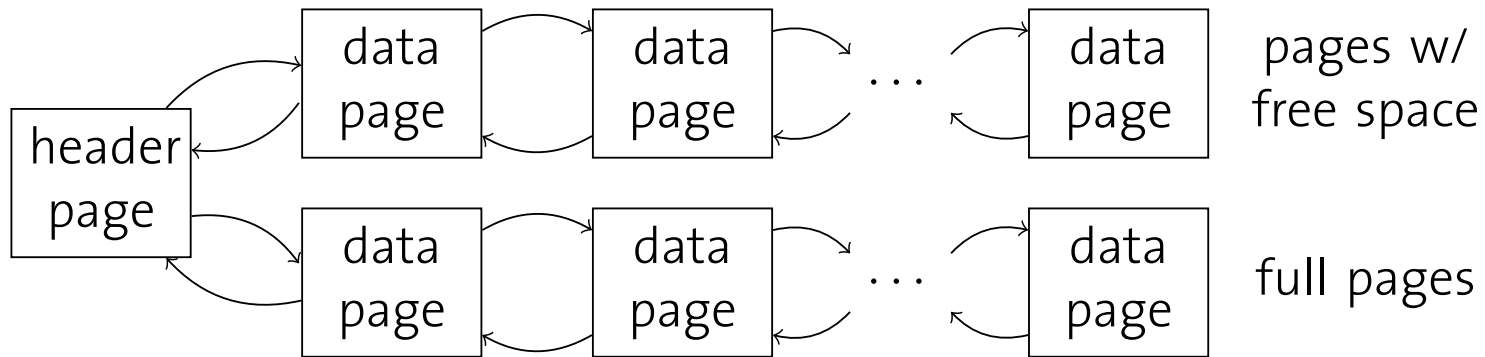 header
page
data
page
data
page
...
data
page
pages w/
free space
data
page
data
page
...
data
page
full pages